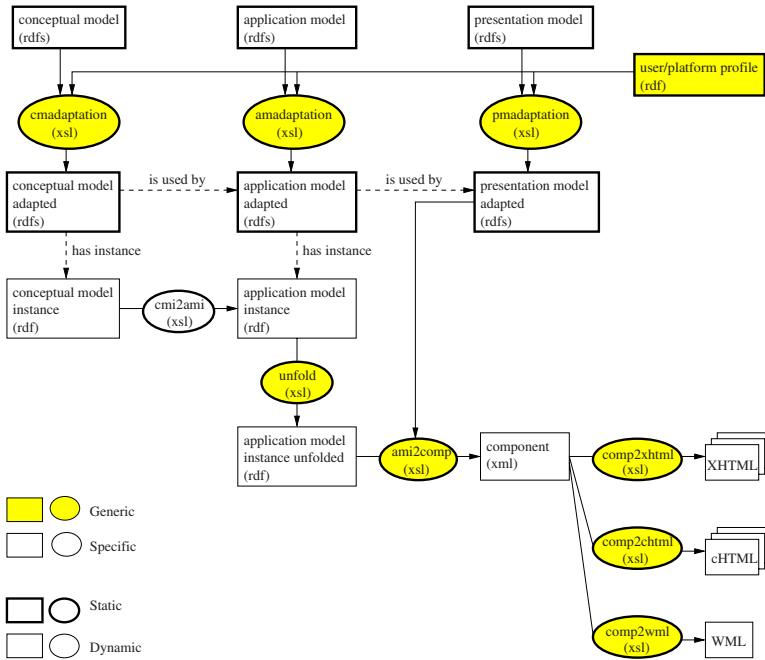 conceptual model
(rdfs)
application model
(rdfs)
presentation model
(rdfs)
user/platform profile
(rdf)
cmadaptation
(xsl)
amadaptation
(xsl)
pmadaptation
(xsl)
conceptual model
adapted
(rdfs)
is used by
application model
adapted
(rdfs)
is used by
presentation model
adapted
(rdfs)
has instance
has instance
conceptual model
instance
(rdf)
cmi2ami
(xsl)
application model
instance
(rdf)
unfold
(xsl)
application model
instance unfolded
(rdf)
ami2comp
(xsl)
component
(xml)
comp2xhtml
(xsl)
XHTML
comp2chtml
(xsl)
cHTML
comp2wml
(xsl)
WML
Generic
Specific
Static
Dynamic